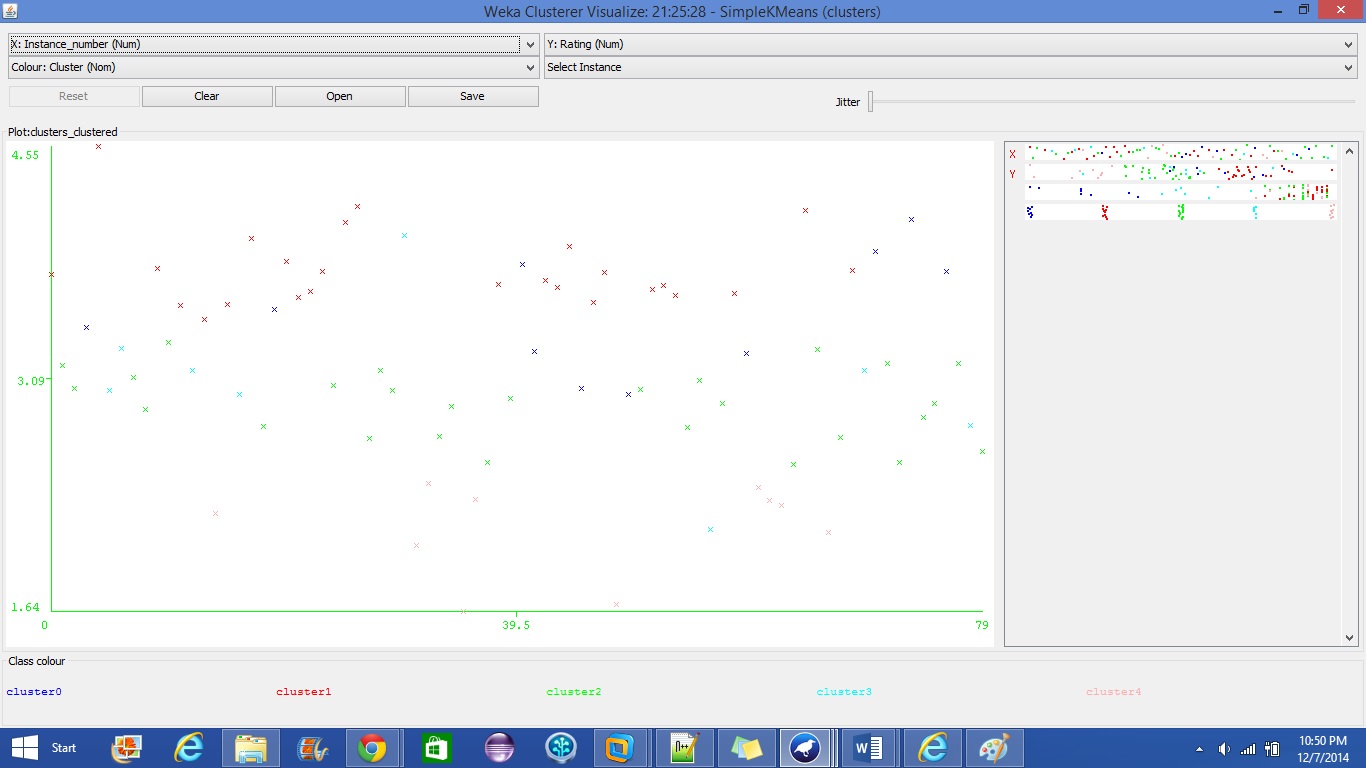 Weka Clusterer Visualize: 21:25:28 - SimpleKMeans (clusters)
X: Instance_number (Num)
Y: Rating (Num)
Colour: Cluster (Nom)
Select Instance
Reset
Clear
Open
Save
Jitter
Plot:clusters_clustered
4.55
3.09
1.64
0
39.5
79
X
Y
Class colour
cluster0
cluster1
cluster2
cluster3
cluster4
Start
n++
W
10:50 PM
12/7/2014